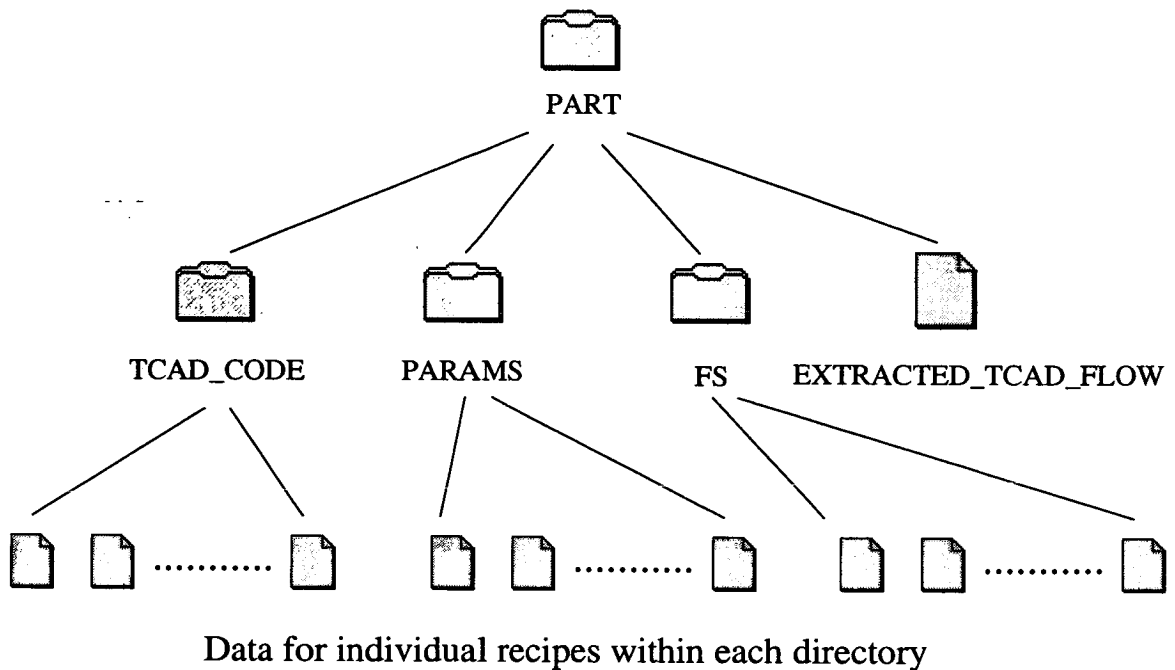 PART
TCAD_CODE
PARAMS
FS
EXTRACTED_TCAD_FLOW
Data for individual recipes within each directory